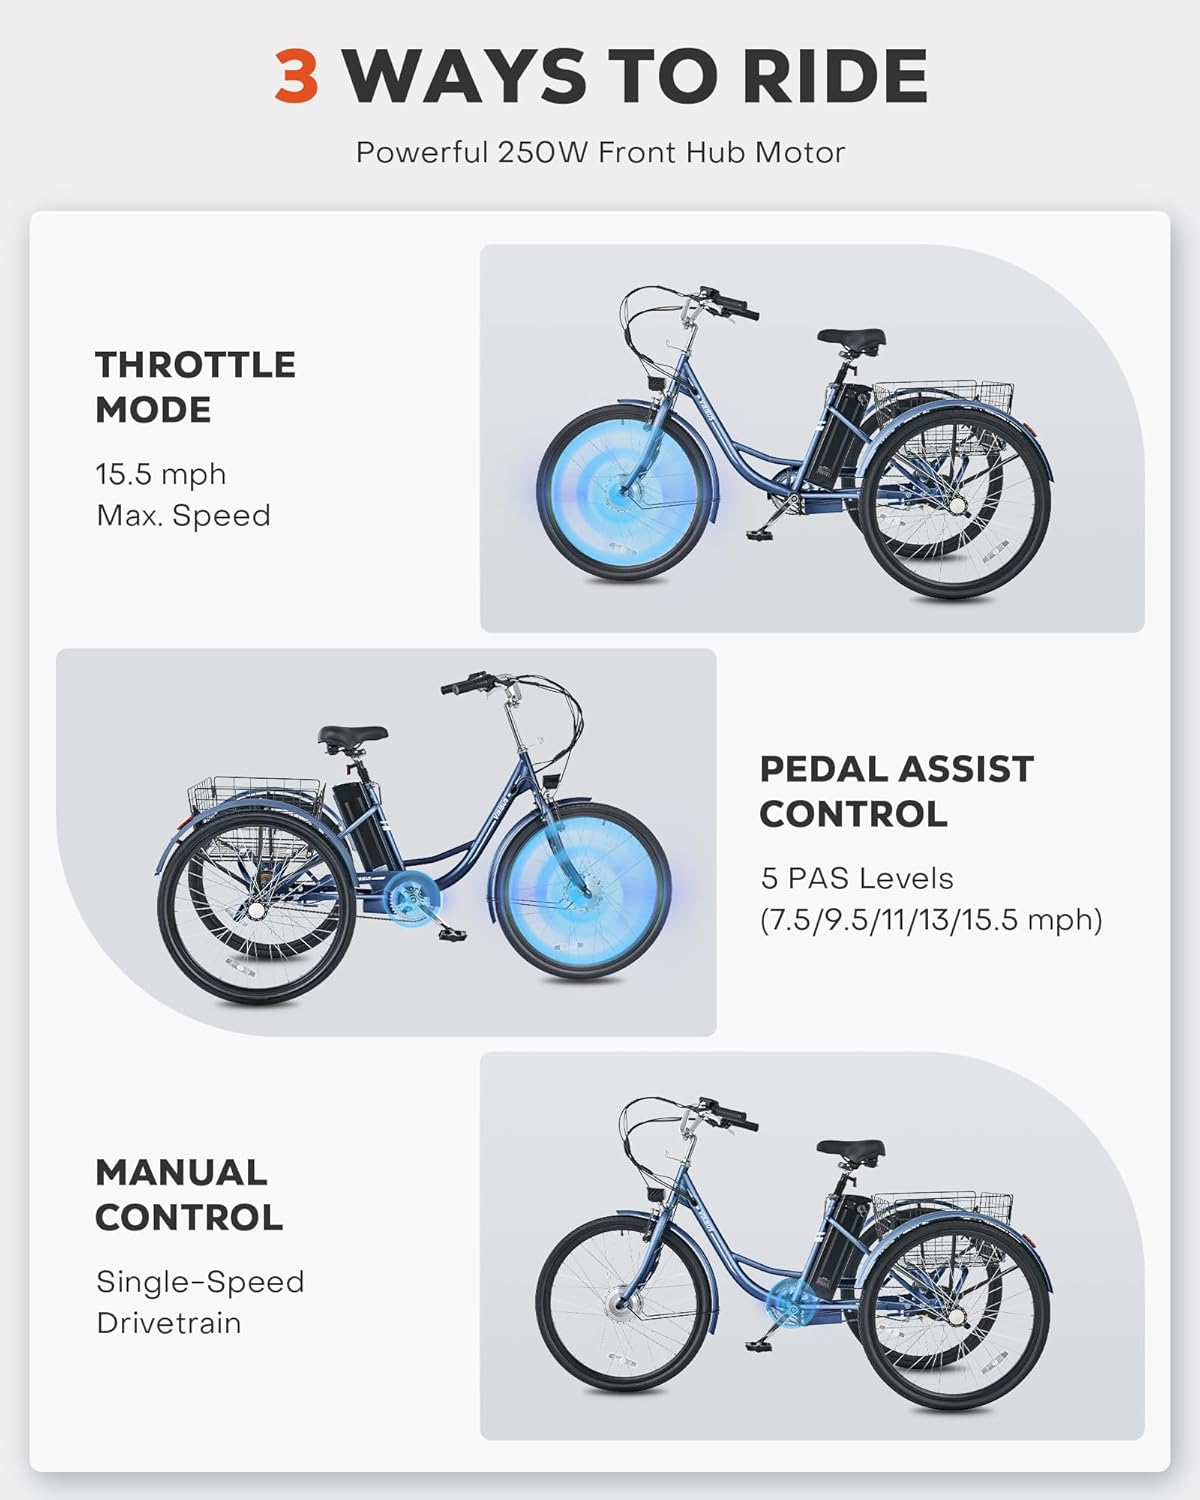 3 WAYS TO RIDE
Powerful 250W Front Hub Motor
THROTTLE
MODE
15.5 mph
Max. Speed
PEDAL ASSIST
CONTROL
5 PAS Levels
(7.5/9.5/11/13/15.5 mph)
MANUAL
CONTROL
Single-Speed
Drivetrain